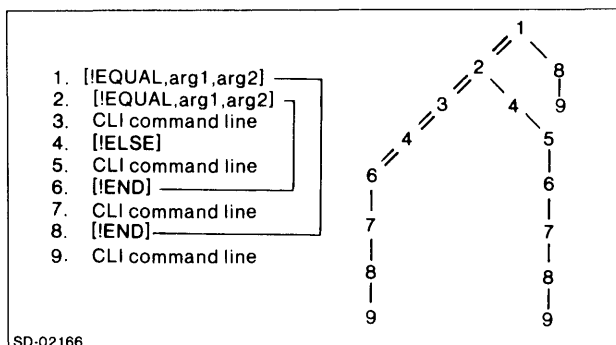 1. [!EQUAL,arg1,arg2]
2. [!EQUAL,arg1,arg2]
3. CLI command line
4. [!ELSE]
5. CLI command line
6. [!END]
7. CLI command line
8. [!END]
9. CLI command line
1
2 8
3 4 9
4 5
6 6
7 7
8 8
9 9
SD-02166